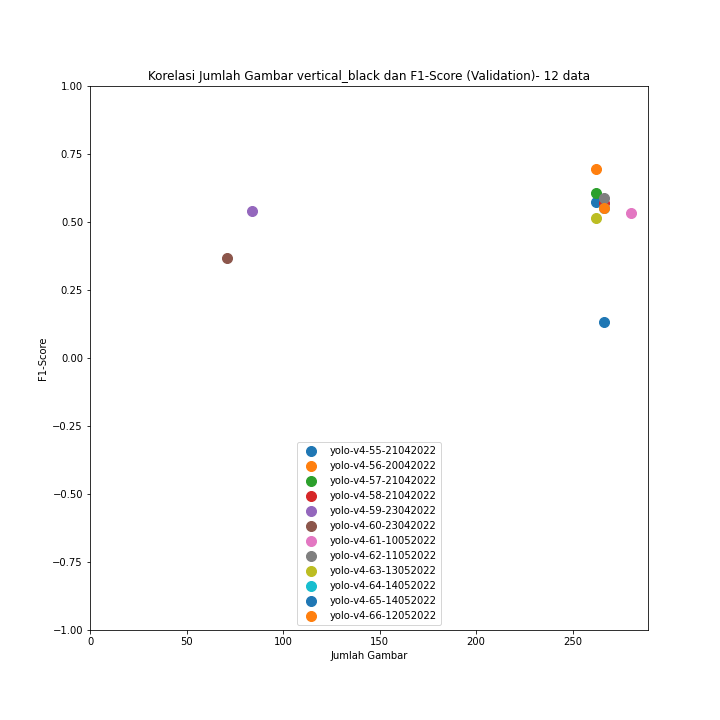 Korelasi Jumlah Gambar vertical_black dan F1-Score (Validation)- 12 data
1.00
0.75
0.50
0.25
0.00
−0.25
−0.50
−0.75
−1.00
F1-Score
yolo-v4-55-21042022
yolo-v4-56-20042022
yolo-v4-57-21042022
yolo-v4-58-21042022
yolo-v4-59-23042022
yolo-v4-60-23042022
yolo-v4-61-10052022
yolo-v4-62-11052022
yolo-v4-63-13052022
yolo-v4-64-14052022
yolo-v4-65-14052022
yolo-v4-66-12052022
0 50 100 150 200 250
Jumlah Gambar